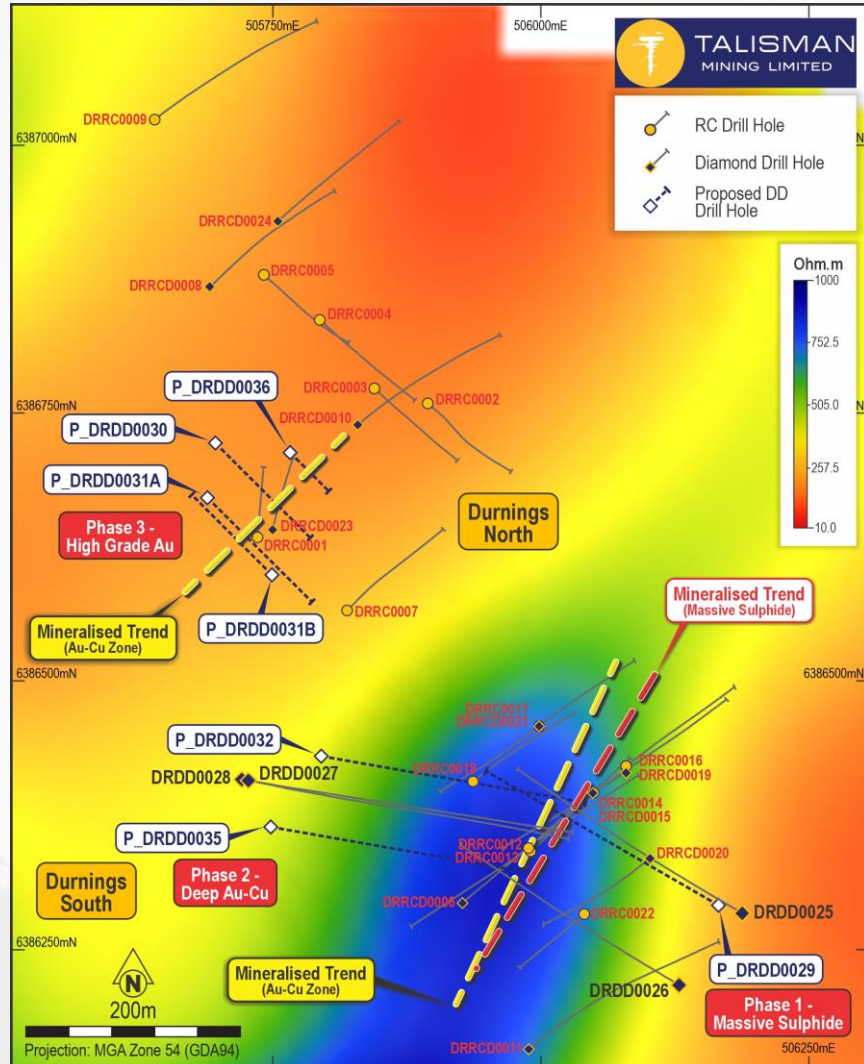 505750mE
506000mE
TALISMAN
MINING LIMITED
RC Drill Hole
Diamond Drill Hole
Proposed DD
Drill Hole
DRRC0009
6387000mN
DRRCD0024
DRRCD0008
DRRC0005
DRRC0004
Ohm.m
1000
752.5
505.0
257.5
10.0
DRRC0003
DRRC0002
P_DRDD0036
DRRCD0010
6386750mN
P_DRDD0030
P_DRDD0031A
Phase 3 -
High Grade Au
DRRCD0023
DRRC0001
Durnings
North
DRRC0007
Mineralised Trend
(Au-Cu Zone)
P_DRDD0031B
Mineralised Trend
(Massive Sulphide)
6386500mN
6386500mN
DRRC0017
DRRCD0021
P_DRDD0032
DRDD0028
DRDD0027
DRRC0018
DRRC0016
DRRCD0019
DRRC0014
DRRCD0015
P_DRDD0035
DRRC0012
DRRC0013
DRRCD0020
Durnings
South
Phase 2 -
Deep Au-Cu
DRRCD0006
DRRC0022
DRDD0025
6386250mN
P_DRDD0029
Mineralised Trend
(Au-Cu Zone)
DRDD0026
Phase 1 -
Massive Sulphide
N
200m
DRRCD0011
Projection: MGA Zone 54 (GDA94)
506250mE